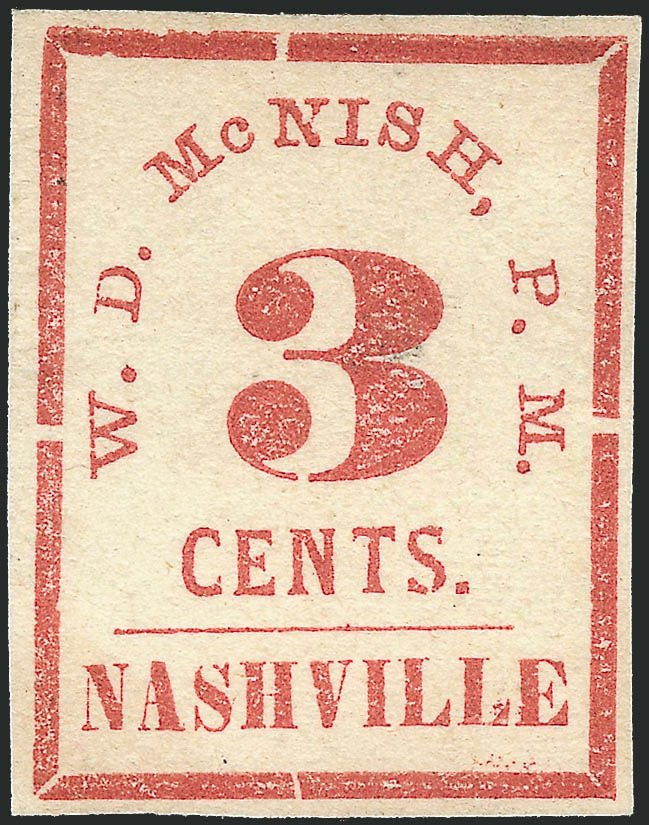 W. D. McNISH, P. M.
3
CENTS.
NASHVILLE